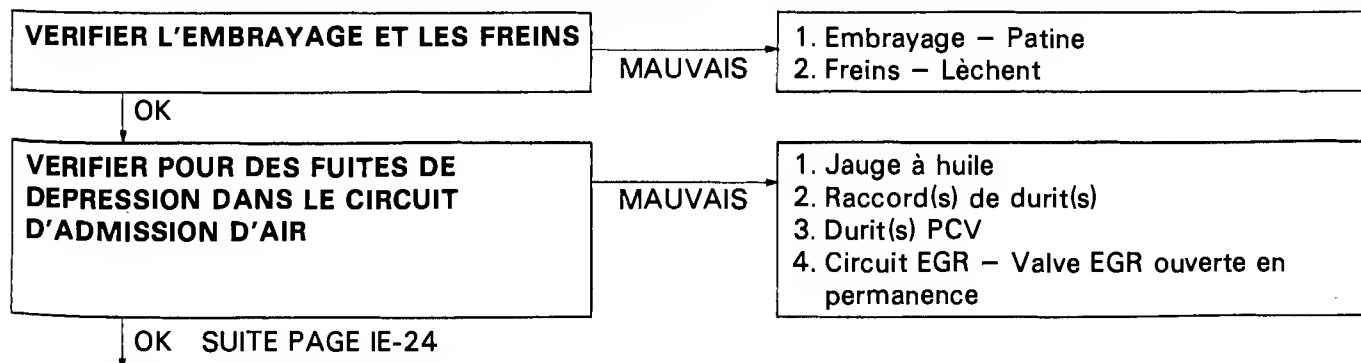 VERIFIER L'EMBRAYAGE ET LES FREINS
MAUVAIS
1. Embrayage – Patine
2. Freins – Lèchent
OK
VERIFIER POUR DES FUITES DE
DEPRESSION DANS LE CIRCUIT
D'ADMISSION D'AIR
MAUVAIS
1. Jauge à huile
2. Raccord(s) de durit(s)
3. Durit(s) PCV
4. Circuit EGR – Valve EGR ouverte en
permanence
OK SUITE PAGE IE-24